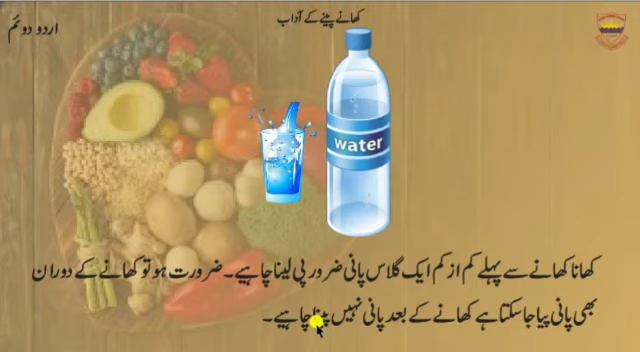 کھانے پینے کے آداب
اردو دوئم
water
کھانا کھانے سے پہلے کم از کم ایک گلاس پانی ضرور پی لینا چاہیے۔ ضرورت ہو تو کھانے کے دوران
بھی پانی پیا جا سکتا ہے کھانے کے بعد پانی نہیں پینا چاہیے۔